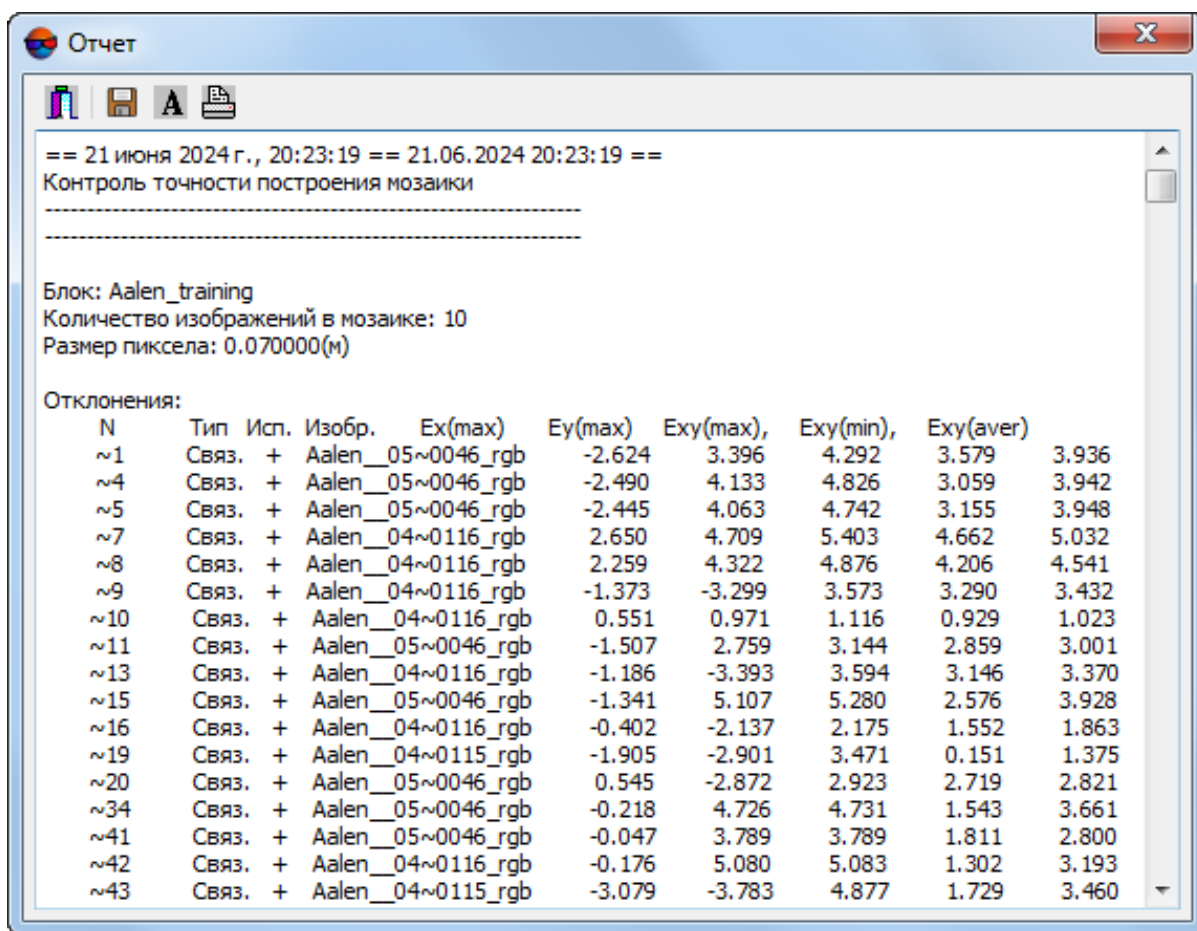 Отчет
A
== 21 июня 2024 г., 20:23:19 == 21.06.2024 20:23:19 ==
Контроль точности построения мозаики
----------------------------------------------------------------
----------------------------------------------------------------
Блок: Aalen_training
Количество изображений в мозаике: 10
Размер пиксела: 0.070000(м)
Отклонения:
N Тип Исп. Изобр. Ex(max) Ey(max) Exy(max), Exy(min), Exy(aver)
~1 Связ. + Aalen__05~0046_rgb -2.624 3.396 4.292 3.579 3.936
~4 Связ. + Aalen__05~0046_rgb -2.490 4.133 4.826 3.059 3.942
~5 Связ. + Aalen__05~0046_rgb -2.445 4.063 4.742 3.155 3.948
~7 Связ. + Aalen__04~0116_rgb 2.650 4.709 5.403 4.662 5.032
~8 Связ. + Aalen__04~0116_rgb 2.259 4.322 4.876 4.206 4.541
~9 Связ. + Aalen__04~0116_rgb -1.373 -3.299 3.573 3.290 3.432
~10 Связ. + Aalen__04~0116_rgb 0.551 0.971 1.116 0.929 1.023
~11 Связ. + Aalen__05~0046_rgb -1.507 2.759 3.144 2.859 3.001
~13 Связ. + Aalen__04~0116_rgb -1.186 -3.393 3.594 3.146 3.370
~15 Связ. + Aalen__05~0046_rgb -1.341 5.107 5.280 2.576 3.928
~16 Связ. + Aalen__04~0116_rgb -0.402 -2.137 2.175 1.552 1.863
~19 Связ. + Aalen__04~0115_rgb -1.905 -2.901 3.471 0.151 1.375
~20 Связ. + Aalen__05~0046_rgb 0.545 -2.872 2.923 2.719 2.821
~34 Связ. + Aalen__05~0046_rgb -0.218 4.726 4.731 1.543 3.661
~41 Связ. + Aalen__05~0046_rgb -0.047 3.789 3.789 1.811 2.800
~42 Связ. + Aalen__04~0116_rgb -0.176 5.080 5.083 1.302 3.193
~43 Связ. + Aalen__04~0115_rgb -3.079 -3.783 4.877 1.729 3.460